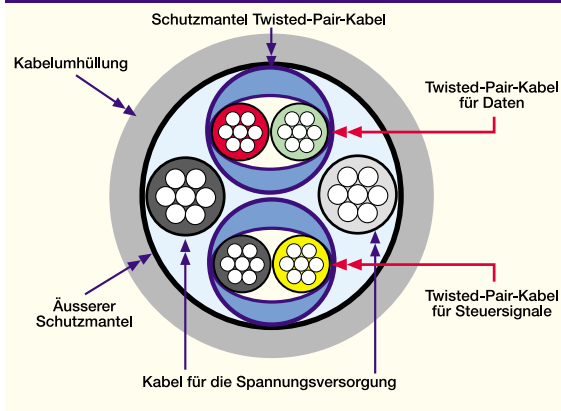 Schutzmantel Twisted-Pair-Kabel
Kabelumhüllung
Twisted-Pair-Kabel
für Daten
Äusserer
Schutzmantel
Twisted-Pair-Kabel
für Steuersignale
Kabel für die Spannungsversorgung